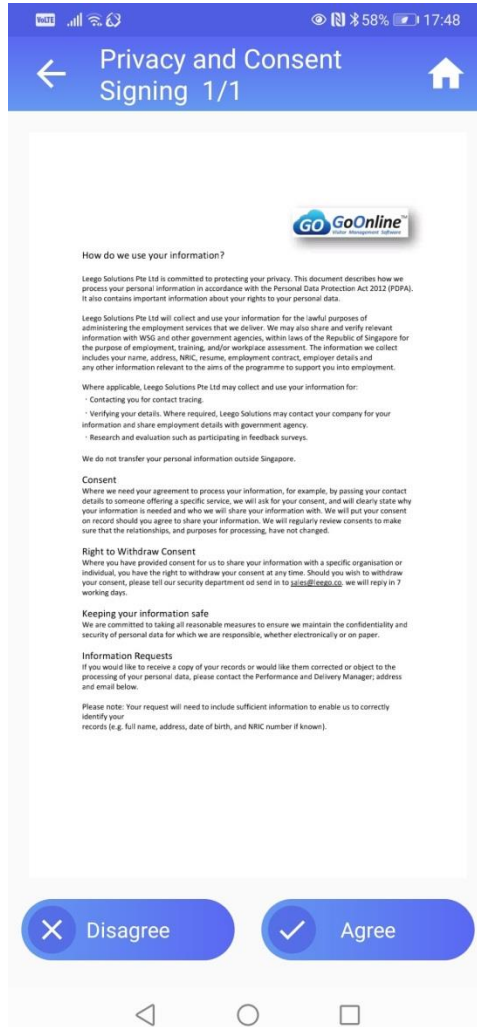 VoLTE 58% 17:48
Privacy and Consent
Signing 1/1
GO GoOnline™
Visitor Management Software
How do we use your information?
Leego Solutions Pte Ltd is committed to protecting your privacy. This document describes how we
process your personal information in accordance with the Personal Data Protection Act 2012 (PDPA).
It also contains important information about your rights to your personal data.
Leego Solutions Pte Ltd will collect and use your information for the lawful purposes of
administering the employment services that we deliver. We may also share and verify relevant
information with WSG and other government agencies, within laws of the Republic of Singapore for
the purpose of employment, training, and/or workplace assessment. The information we collect
includes your name, address, NRIC, resume, employment contract, employer details and
any other information relevant to the aims of the programme to support you into employment.
Where applicable, Leego Solutions Pte Ltd may collect and use your information for:
· Contacting you for contact tracing.
· Verifying your details. Where required, Leego Solutions may contact your company for your
information and share employment details with government agency.
· Research and evaluation such as participating in feedback surveys.
We do not transfer your personal information outside Singapore.
Consent
Where we need your agreement to process your information, for example, by passing your contact
details to someone offering a specific service, we will ask for your consent, and will clearly state why
your information is needed and who we will share your information with. We will put your consent
on record should you agree to share your information. We will regularly review consents to make
sure that the relationships, and purposes for processing, have not changed.
Right to Withdraw Consent
Where you have provided consent for us to share your information with a specific organisation or
individual, you have the right to withdraw your consent at any time. Should you wish to withdraw
your consent, please tell our security department od send in to sales@leego.co. we will reply in 7
working days.
Keeping your information safe
We are committed to taking all reasonable measures to ensure we maintain the confidentiality and
security of personal data for which we are responsible, whether electronically or on paper.
Information Requests
If you would like to receive a copy of your records or would like them corrected or object to the
processing of your personal data, please contact the Performance and Delivery Manager; address
and email below.
Please note: Your request will need to include sufficient information to enable us to correctly
identify your
records (e.g. full name, address, date of birth, and NRIC number if known).
Disagree
Agree